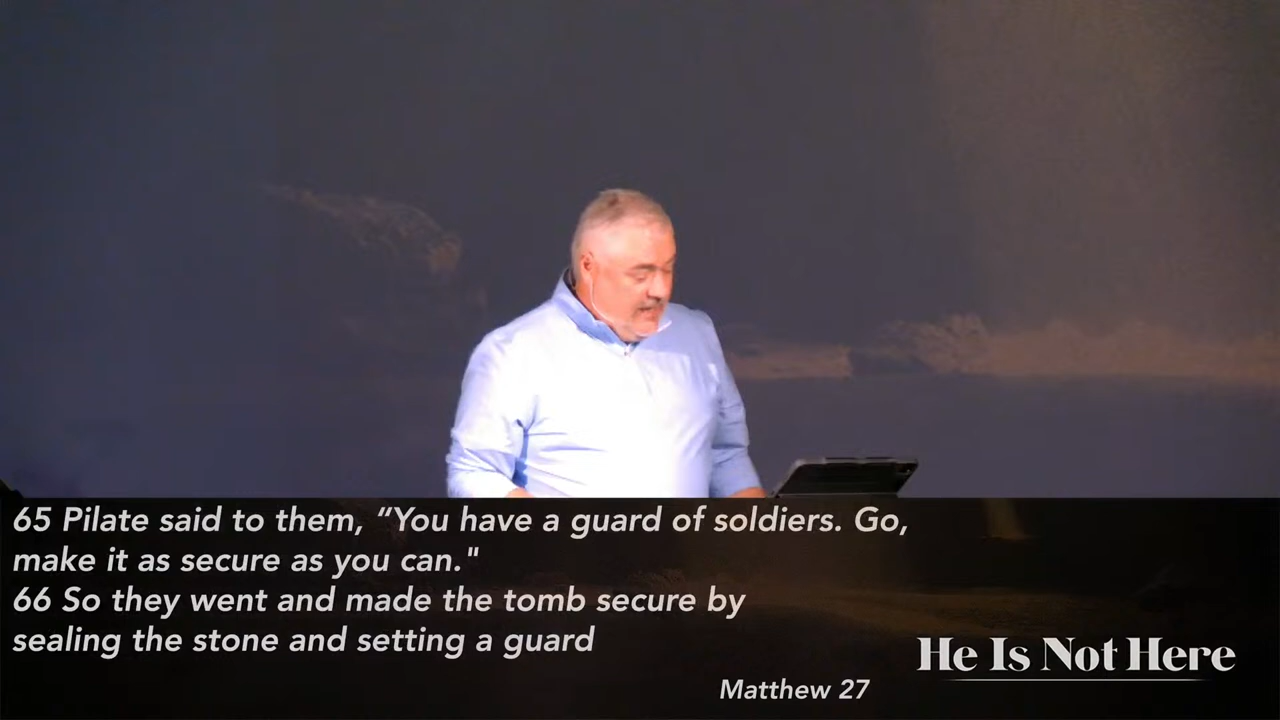 65 Pilate said to them, “You have a guard of soldiers. Go,
make it as secure as you can."
66 So they went and made the tomb secure by
sealing the stone and setting a guard
Matthew 27
He Is Not Here